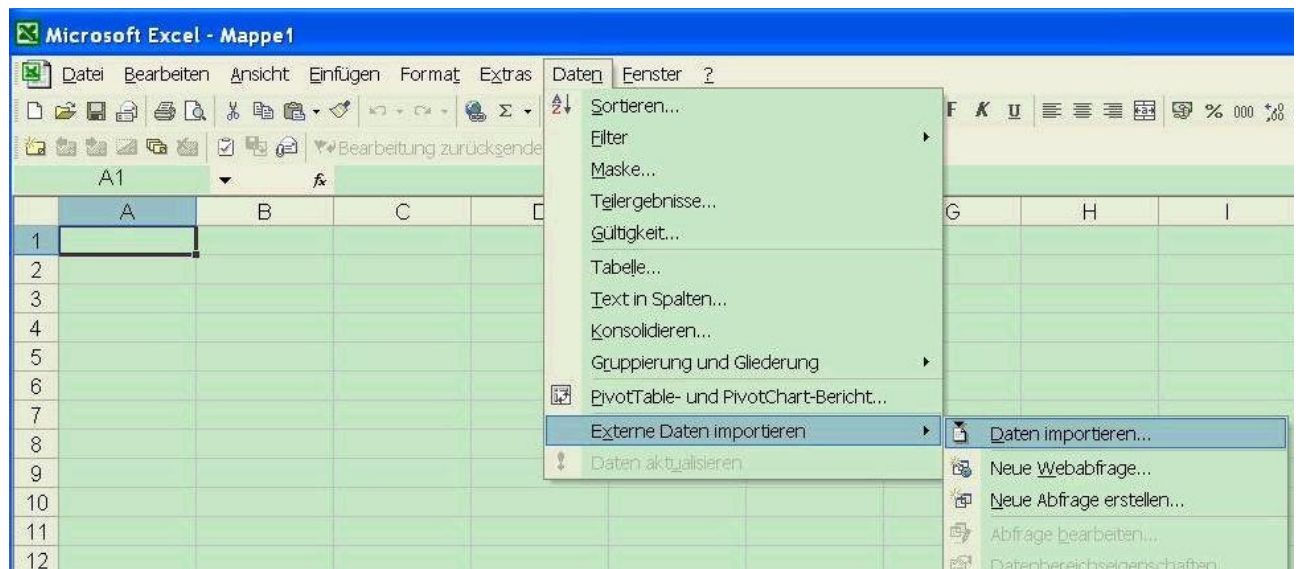 Microsoft Excel - Mappe1
Datei Bearbeiten Ansicht Einfügen Format Extras Daten Fenster ?
F K U % 000
Bearbeitung zurücksende
A1 fx
A B C D G H I
1
2
3
4
5
6
7
8
9
10
11
12
Sortieren...
Filter
Maske...
Teilergebnisse...
Gültigkeit...
Tabelle...
Text in Spalten...
Konsolidieren...
Gruppierung und Gliederung
PivotTable- und PivotChart-Bericht...
Externe Daten importieren
Daten aktualisieren
Daten importieren...
Neue Webabfrage...
Neue Abfrage erstellen...
Abfrage bearbeiten...
Datenbereichseigenschaften